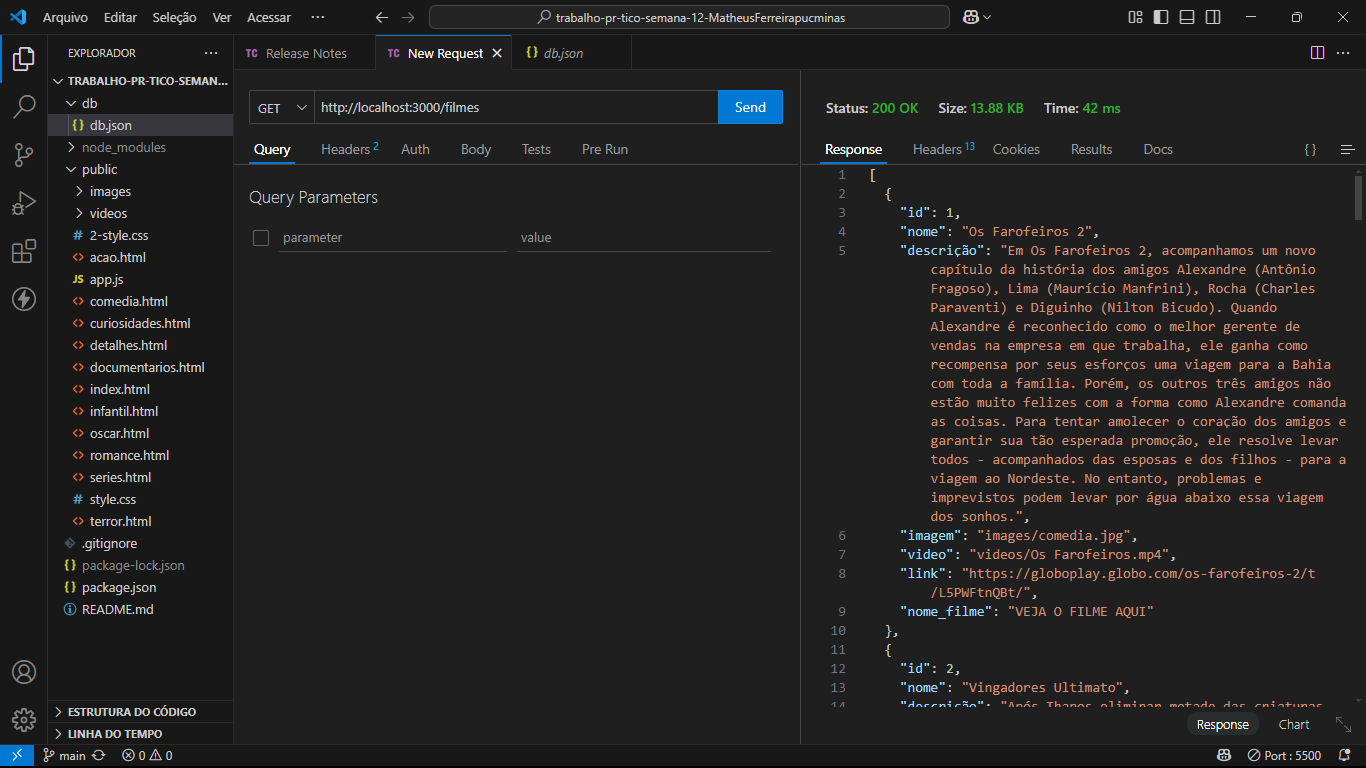 Arquivo Editar Seleção Ver Acessar ···
trabalho-pr-tico-semana-12-MatheusFerreirapucminas
EXPLORADOR ···
TC Release Notes
TC New Request
{} db.json
TRABALHO-PR-TICO-SEMAN...
db
{} db.json
node_modules
public
images
videos
# 2-style.css
<> acao.html
JS app.js
<> comedia.html
<> curiosidades.html
<> detalhes.html
<> documentarios.html
<> index.html
<> infantil.html
<> oscar.html
<> romance.html
<> series.html
# style.css
<> terror.html
.gitignore
{} package-lock.json
{} package.json
README.md
ESTRUTURA DO CÓDIGO
LINHA DO TEMPO
GET http://localhost:3000/filmes Send
Query Headers 2 Auth Body Tests Pre Run
Query Parameters
parameter value
Status: 200 OK Size: 13.88 KB Time: 42 ms
Response Headers 13 Cookies Results Docs {}
1 [
2 {
3 "id": 1,
4 "nome": "Os Farofeiros 2",
5 "descrição": "Em Os Farofeiros 2, acompanhamos um novo
capítulo da história dos amigos Alexandre (Antônio
Fragoso), Lima (Maurício Manfrini), Rocha (Charles
Paraventi) e Diguinho (Nilton Bicudo). Quando
Alexandre é reconhecido como o melhor gerente de
vendas na empresa em que trabalha, ele ganha como
recompensa por seus esforços uma viagem para a Bahia
com toda a família. Porém, os outros três amigos não
estão muito felizes com a forma como Alexandre comanda
as coisas. Para tentar amolecer o coração dos amigos e
garantir sua tão esperada promoção, ele resolve levar
todos - acompanhados das esposas e dos filhos - para a
viagem ao Nordeste. No entanto, problemas e
imprevistos podem levar por água abaixo essa viagem
dos sonhos.",
6 "imagem": "images/comedia.jpg",
7 "video": "videos/Os Farofeiros.mp4",
8 "link": "https://globoplay.globo.com/os-farofeiros-2/t
/L5PWFtnQBt/",
9 "nome_filme": "VEJA O FILME AQUI"
10 },
11 {
12 "id": 2,
13 "nome": "Vingadores Ultimato",
14 "descrição": "Após Thanos eliminar metade das criaturas
Response Chart
main 0 0 Port : 5500